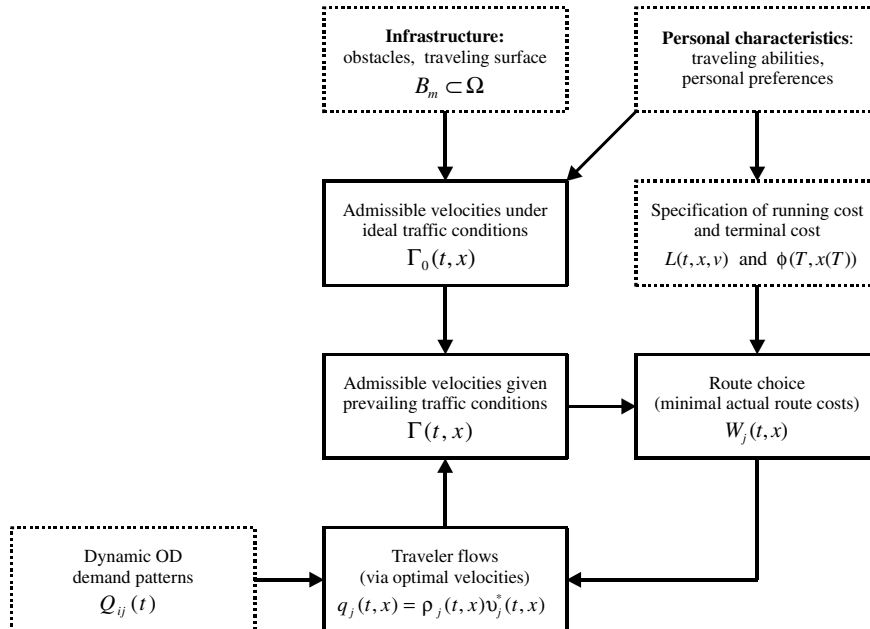 Infrastructure:
obstacles, traveling surface
B_m ⊂ Ω
Personal characteristics:
traveling abilities,
personal preferences
Admissible velocities under
ideal traffic conditions
Γ_0(t, x)
Specification of running cost
and terminal cost
L(t, x, v) and ϕ(T, x(T))
Admissible velocities given
prevailing traffic conditions
Γ(t, x)
Route choice
(minimal actual route costs)
W_j(t, x)
Dynamic OD
demand patterns
Q_ij(t)
Traveler flows
(via optimal velocities)
q_j(t, x) = ρ_j(t, x)υ_j^*(t, x)